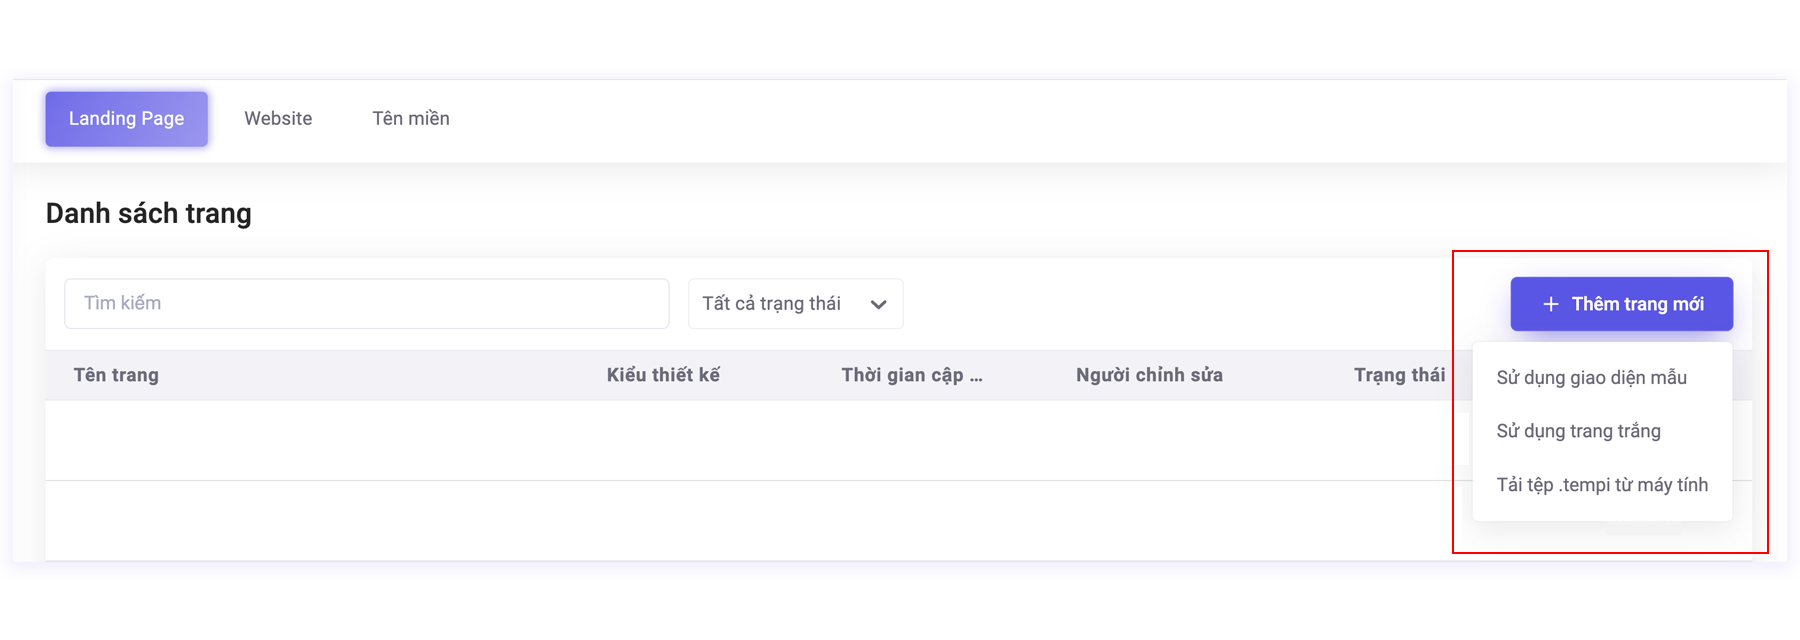 Landing Page Website Tên miền
Danh sách trang
Tìm kiếm Tất cả trạng thái + Thêm trang mới
Tên trang Kiểu thiết kế Thời gian cập ... Người chỉnh sửa Trạng thái
Sử dụng giao diện mẫu
Sử dụng trang trắng
Tải tệp .tempi từ máy tính